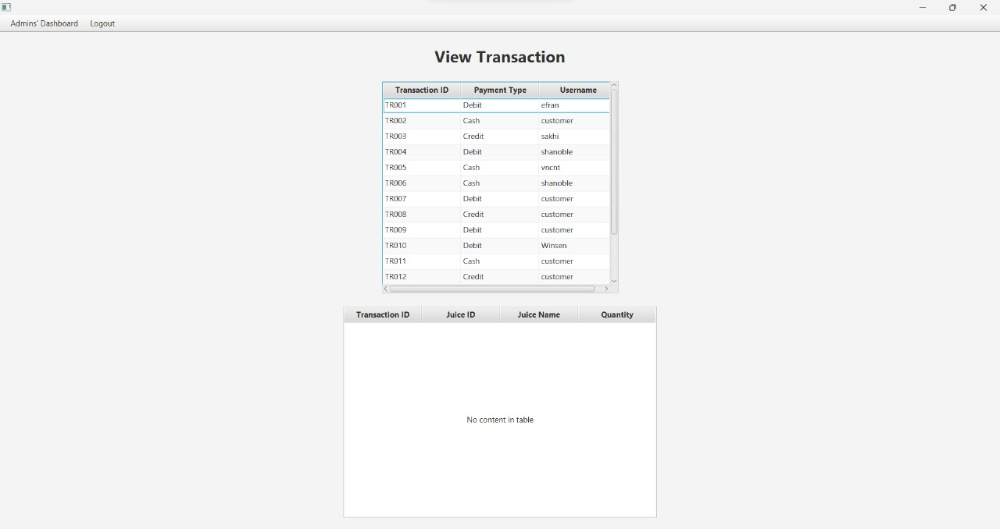 Admins' Dashboard Logout
View Transaction
Transaction ID Payment Type Username
TR001 Debit efran
TR002 Cash customer
TR003 Credit sakhi
TR004 Debit shanoble
TR005 Cash vncnt
TR006 Cash shanoble
TR007 Debit customer
TR008 Credit customer
TR009 Debit customer
TR010 Debit Winsen
TR011 Cash customer
TR012 Credit customer
Transaction ID Juice ID Juice Name Quantity
No content in table